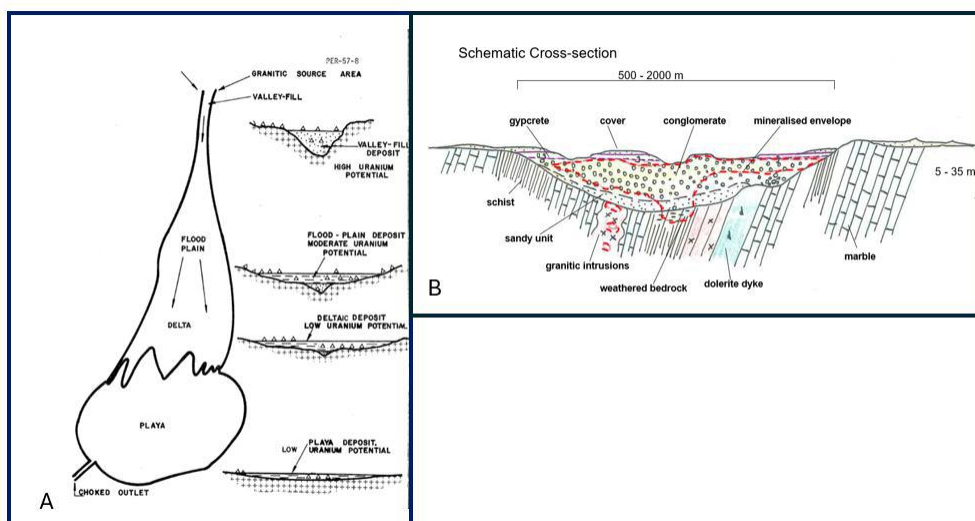 PER-57-8
GRANITIC SOURCE AREA
VALLEY-FILL
VALLEY-FILL
DEPOSIT
HIGH URANIUM
POTENTIAL
FLOOD
PLAIN
FLOOD - PLAIN DEPOSIT
MODERATE URANIUM
POTENTIAL
DELTA
DELTAIC DEPOSIT
LOW URANIUM POTENTIAL
PLAYA
PLAYA DEPOSIT,
LOW URANIUM POTENTIAL
CHOKED OUTLET
A
Schematic Cross-section
500 - 2000 m
gypcrete
cover
conglomerate
mineralised envelope
5 - 35 m
schist
sandy unit
granitic intrusions
weathered bedrock
dolerite dyke
marble
B